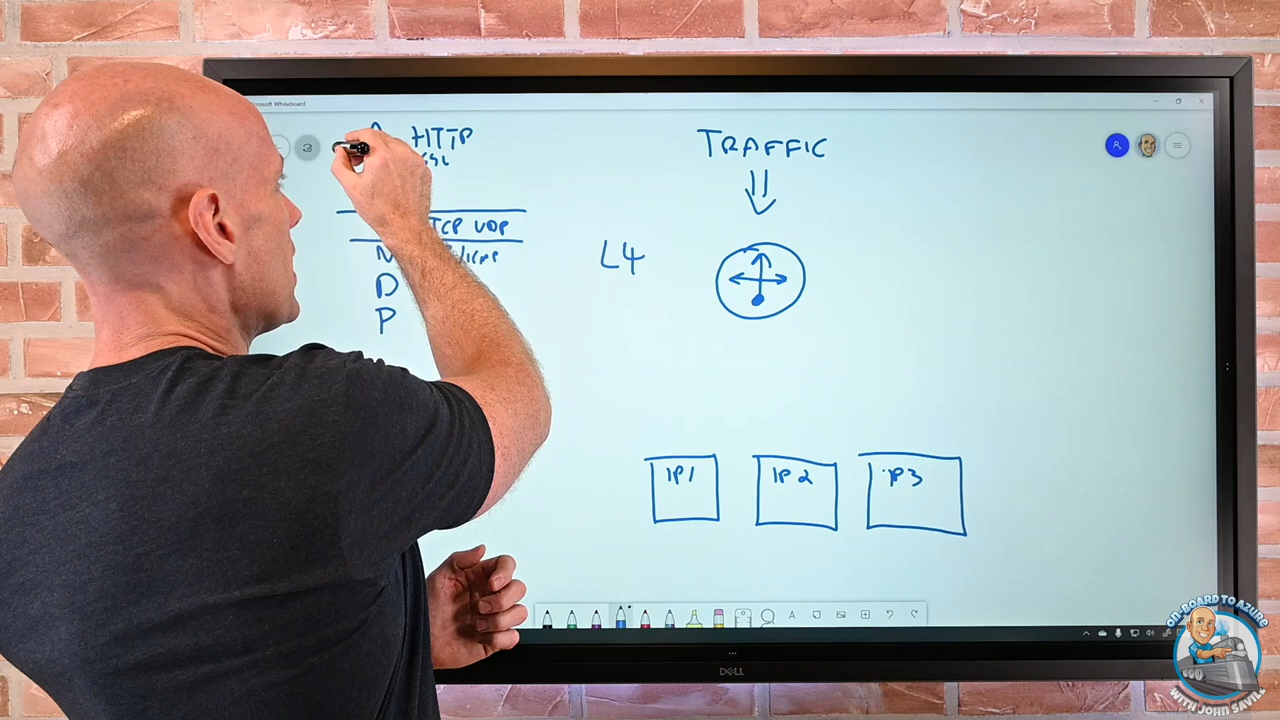 Microsoft Whiteboard
HTTP
SSL
TCP UDP
N
D
P
TRAFFIC
L4
IP1
IP2
IP3
DELL
ON-BOARD TO AZURE
WITH JOHN SAVILL